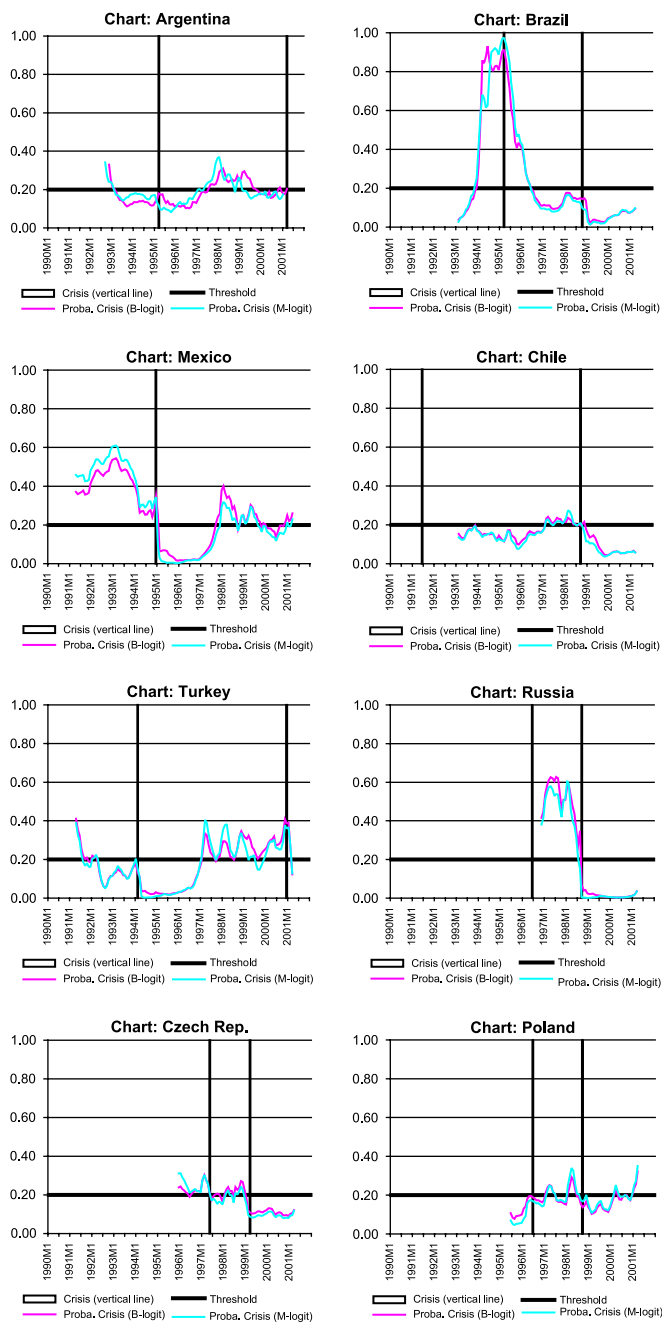 Chart: Argentina
1.00
0.80
0.60
0.40
0.20
0.00
1990M1
1991M1
1992M1
1993M1
1994M1
1995M1
1996M1
1997M1
1998M1
1999M1
2000M1
2001M1
Crisis (vertical line) Threshold
Proba. Crisis (B-logit) Proba. Crisis (M-logit)
Chart: Brazil
1.00
0.80
0.60
0.40
0.20
0.00
1990M1
1991M1
1992M1
1993M1
1994M1
1995M1
1996M1
1997M1
1998M1
1999M1
2000M1
2001M1
Crisis (vertical line) Threshold
Proba. Crisis (B-logit) Proba. Crisis (M-logit)
Chart: Mexico
1.00
0.80
0.60
0.40
0.20
0.00
1990M1
1991M1
1992M1
1993M1
1994M1
1995M1
1996M1
1997M1
1998M1
1999M1
2000M1
2001M1
Crisis (vertical line) Threshold
Proba. Crisis (B-logit) Proba. Crisis (M-logit)
Chart: Chile
1.00
0.80
0.60
0.40
0.20
0.00
1990M1
1991M1
1992M1
1993M1
1994M1
1995M1
1996M1
1997M1
1998M1
1999M1
2000M1
2001M1
Crisis (vertical line) Threshold
Proba. Crisis (B-logit) Proba. Crisis (M-logit)
Chart: Turkey
1.00
0.80
0.60
0.40
0.20
0.00
1990M1
1991M1
1992M1
1993M1
1994M1
1995M1
1996M1
1997M1
1998M1
1999M1
2000M1
2001M1
Crisis (vertical line) Threshold
Proba. Crisis (B-logit) Proba. Crisis (M-logit)
Chart: Russia
1.00
0.80
0.60
0.40
0.20
0.00
1990M1
1991M1
1992M1
1993M1
1994M1
1995M1
1996M1
1997M1
1998M1
1999M1
2000M1
2001M1
Crisis (vertical line) Threshold
Proba. Crisis (B-logit) Proba. Crisis (M-logit)
Chart: Czech Rep.
1.00
0.80
0.60
0.40
0.20
0.00
1990M1
1991M1
1992M1
1993M1
1994M1
1995M1
1996M1
1997M1
1998M1
1999M1
2000M1
2001M1
Crisis (vertical line) Threshold
Proba. Crisis (B-logit) Proba. Crisis (M-logit)
Chart: Poland
1.00
0.80
0.60
0.40
0.20
0.00
1990M1
1991M1
1992M1
1993M1
1994M1
1995M1
1996M1
1997M1
1998M1
1999M1
2000M1
2001M1
Crisis (vertical line) Threshold
Proba. Crisis (B-logit) Proba. Crisis (M-logit)